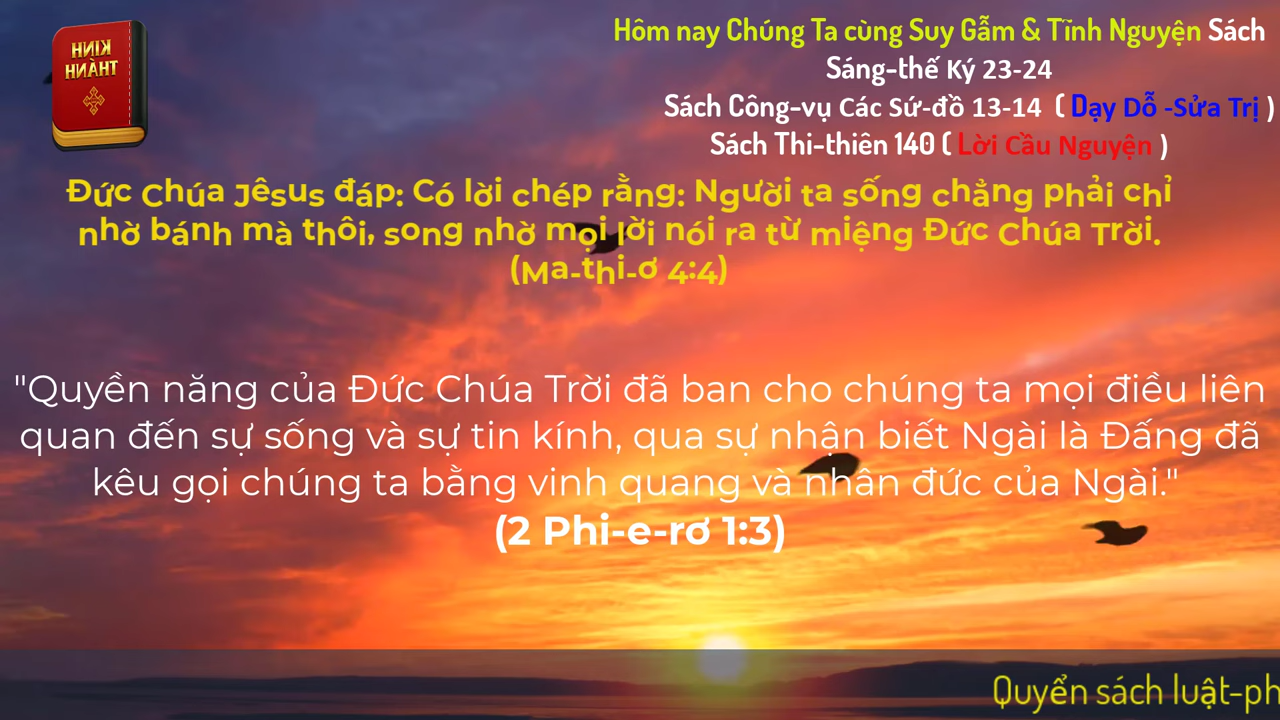 KINH
THÀNH
Hôm nay Chúng Ta cùng Suy Gẫm & Tĩnh Nguyện Sách
Sáng-thế Ký 23-24
Sách Công-vụ Các Sứ-đồ 13-14 ( Dạy Dỗ -Sửa Trị )
Sách Thi-thiên 140 ( Lời Cầu Nguyện )
Đức Chúa Jêsus đáp: Có lời chép rằng: Người ta sống chẳng phải chỉ
nhờ bánh mà thôi, song nhờ mọi lời nói ra từ miệng Đức Chúa Trời.
(Ma-thi-ơ 4:4)
"Quyền năng của Đức Chúa Trời đã ban cho chúng ta mọi điều liên
quan đến sự sống và sự tin kính, qua sự nhận biết Ngài là Đấng đã
kêu gọi chúng ta bằng vinh quang và nhân đức của Ngài."
(2 Phi-e-rơ 1:3)
Quyển sách luật-ph